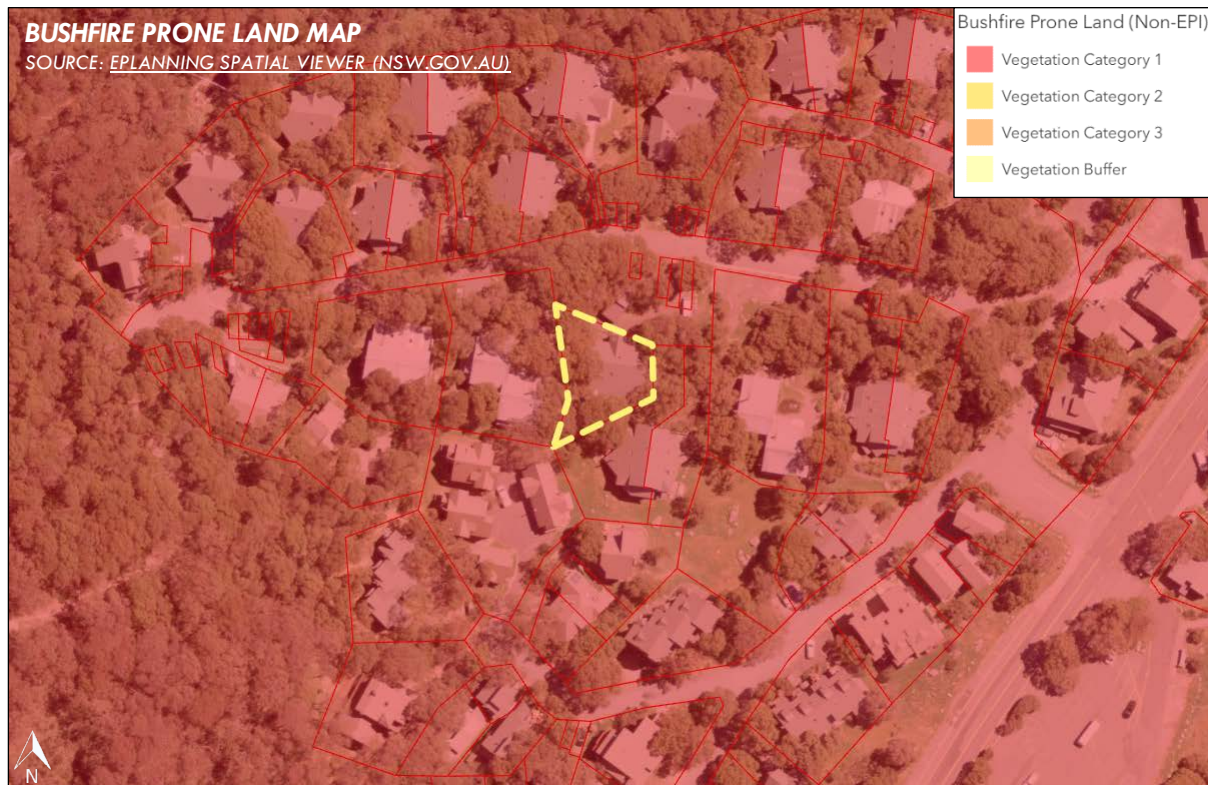 BUSHFIRE PRONE LAND MAP
SOURCE: EPLANNING SPATIAL VIEWER (NSW.GOV.AU)
Bushfire Prone Land (Non-EPI)
Vegetation Category 1
Vegetation Category 2
Vegetation Category 3
Vegetation Buffer
N